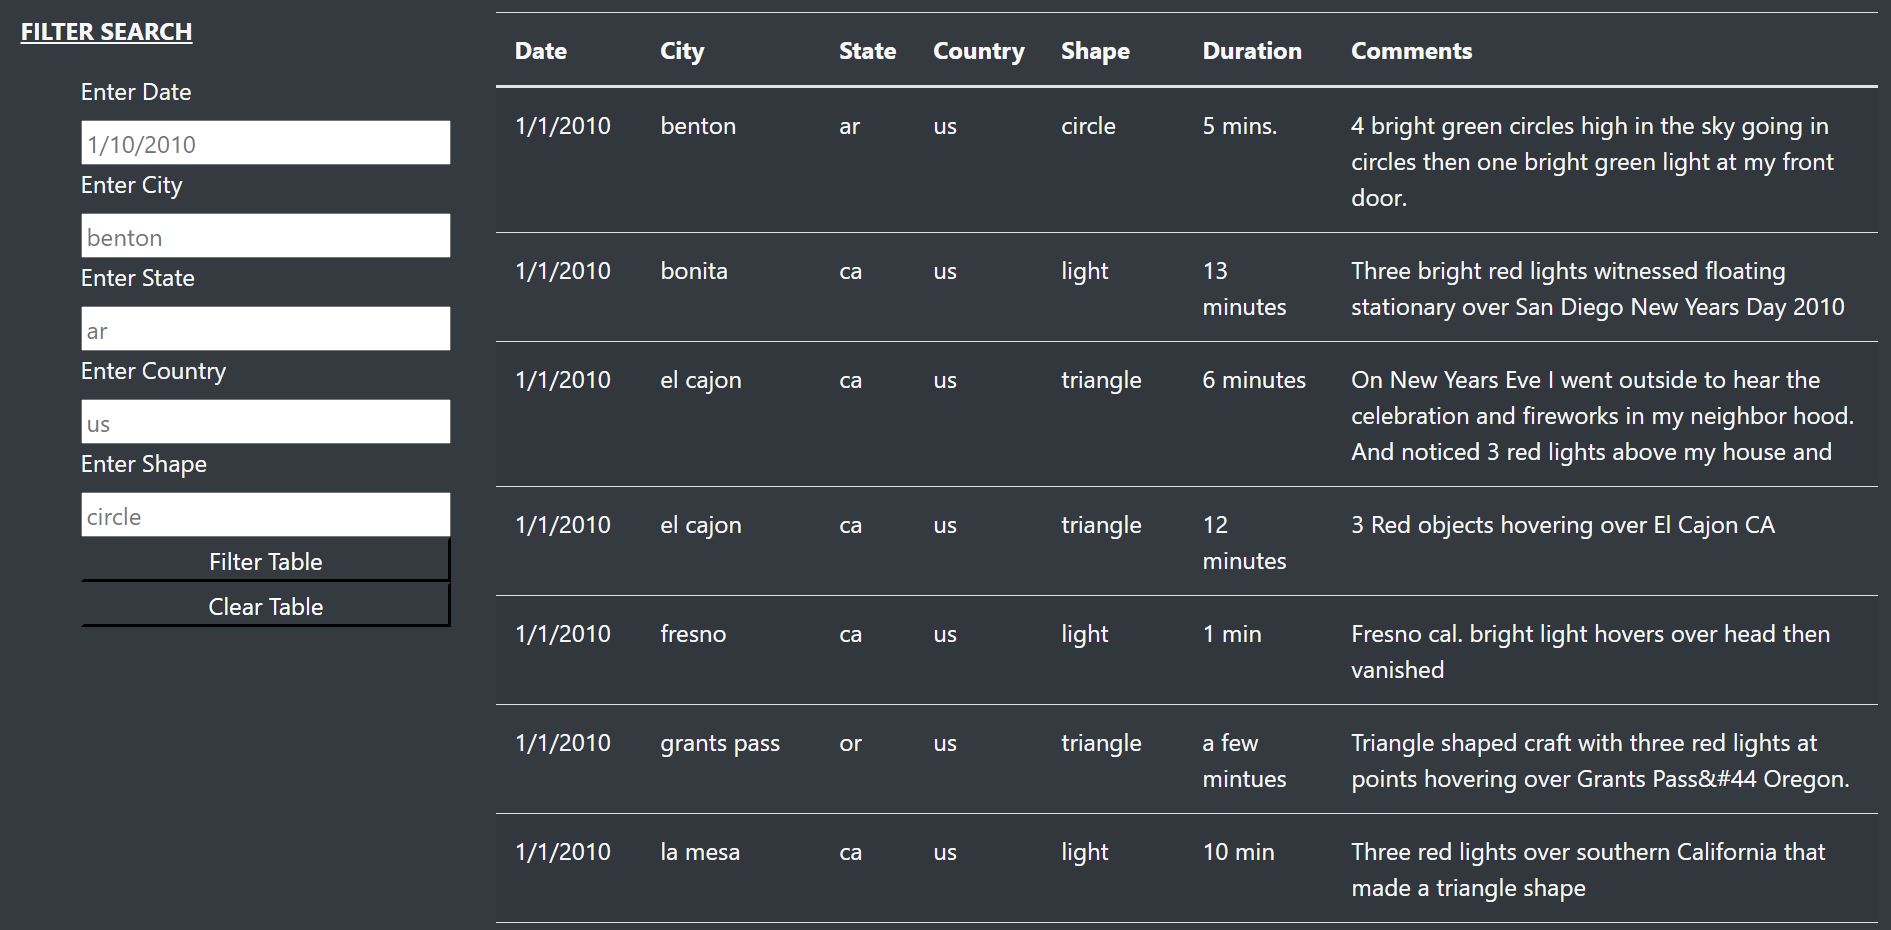 FILTER SEARCH
Enter Date
1/10/2010
Enter City
benton
Enter State
ar
Enter Country
us
Enter Shape
circle
Filter Table
Clear Table
Date City State Country Shape Duration Comments
1/1/2010 benton ar us circle 5 mins. 4 bright green circles high in the sky going in
circles then one bright green light at my front
door.
1/1/2010 bonita ca us light 13 Three bright red lights witnessed floating
minutes stationary over San Diego New Years Day 2010
1/1/2010 el cajon ca us triangle 6 minutes On New Years Eve I went outside to hear the
celebration and fireworks in my neighbor hood.
And noticed 3 red lights above my house and
1/1/2010 el cajon ca us triangle 12 3 Red objects hovering over El Cajon CA
minutes
1/1/2010 fresno ca us light 1 min Fresno cal. bright light hovers over head then
vanished
1/1/2010 grants pass or us triangle a few Triangle shaped craft with three red lights at
mintues points hovering over Grants Pass&#44 Oregon.
1/1/2010 la mesa ca us light 10 min Three red lights over southern California that
made a triangle shape